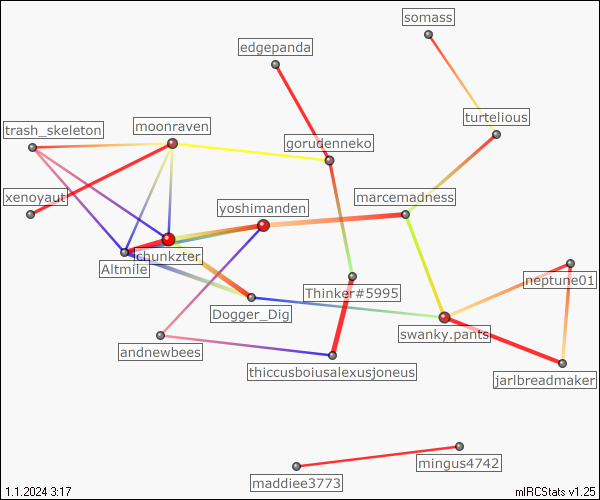 somass
edgepanda
turtelious
moonraven
trash_skeleton
gorudenneko
xenoyaut
marcemadness
yoshimanden
chunkzter
Altmile
neptune01
Thinker#5995
Dogger_Dig
swanky.pants
andnewbees
thiccusboiusalexusjoneus
jarlbreadmaker
mingus4742
maddiee3773
1.1.2024 3:17
mIRCStats v1.25